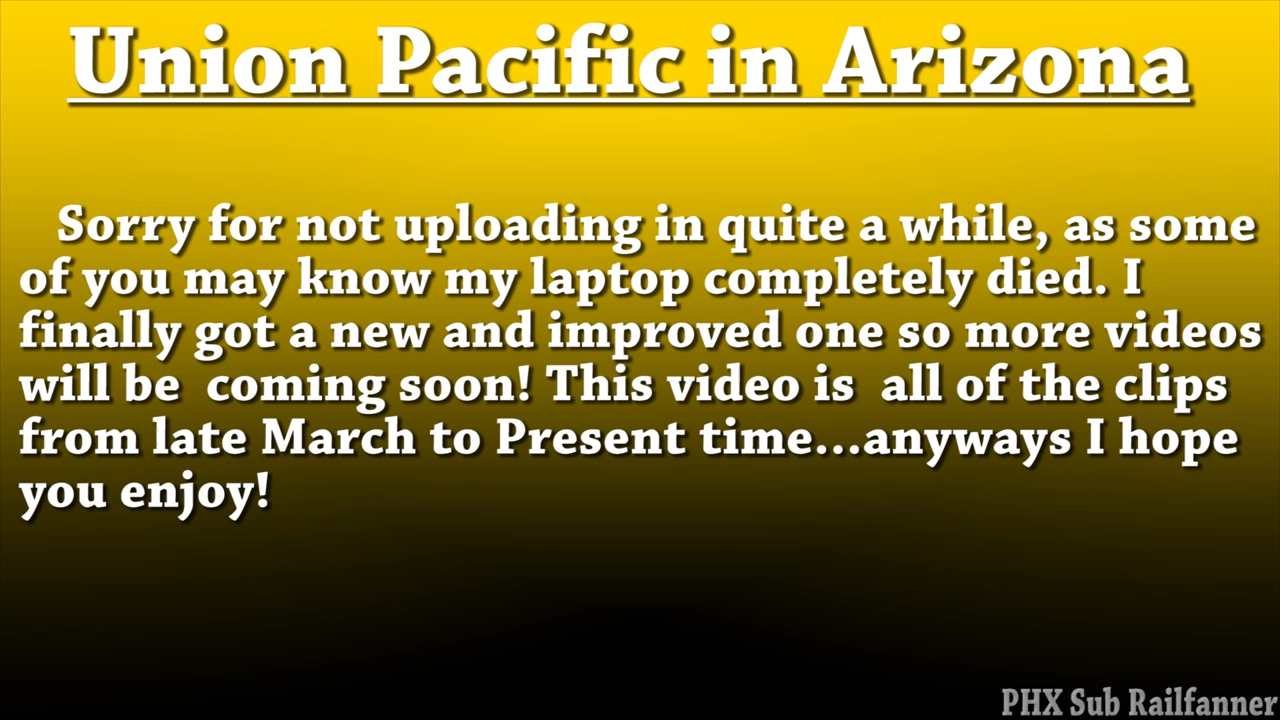 Union Pacific in Arizona
Sorry for not uploading in quite a while, as some
of you may know my laptop completely died. I
finally got a new and improved one so more videos
will be  coming soon! This video is  all of the clips
from late March to Present time...anyways I hope
you enjoy!
PHX Sub Railfanner